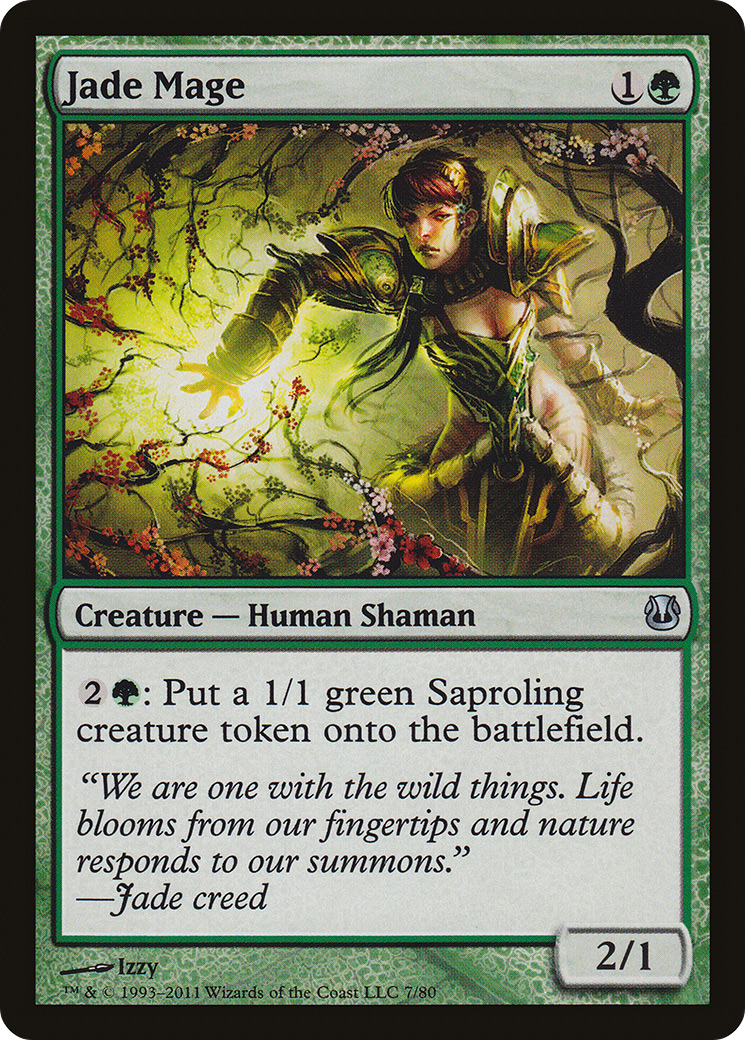 Jade Mage 1
Creature — Human Shaman
2: Put a 1/1 green Saproling
creature token onto the battlefield.
“We are one with the wild things. Life
blooms from our fingertips and nature
responds to our summons.”
—Jade creed
2/1
Izzy
™ & © 1993–2011 Wizards of the Coast LLC 7/80